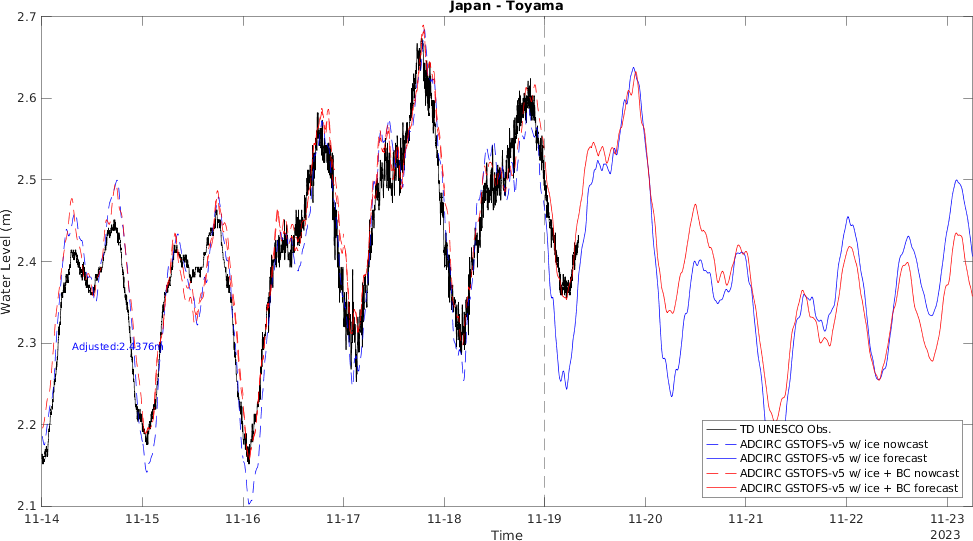 Japan - Toyama
2.7
2.6
2.5
2.4
2.3
2.2
2.1
Water Level (m)
Adjusted:2.4376m
TD UNESCO Obs.
ADCIRC GSTOFS-v5 w/ ice nowcast
ADCIRC GSTOFS-v5 w/ ice forecast
ADCIRC GSTOFS-v5 w/ ice + BC nowcast
ADCIRC GSTOFS-v5 w/ ice + BC forecast
11-14 11-15 11-16 11-17 11-18 11-19 11-20 11-21 11-22 11-23
2023
Time